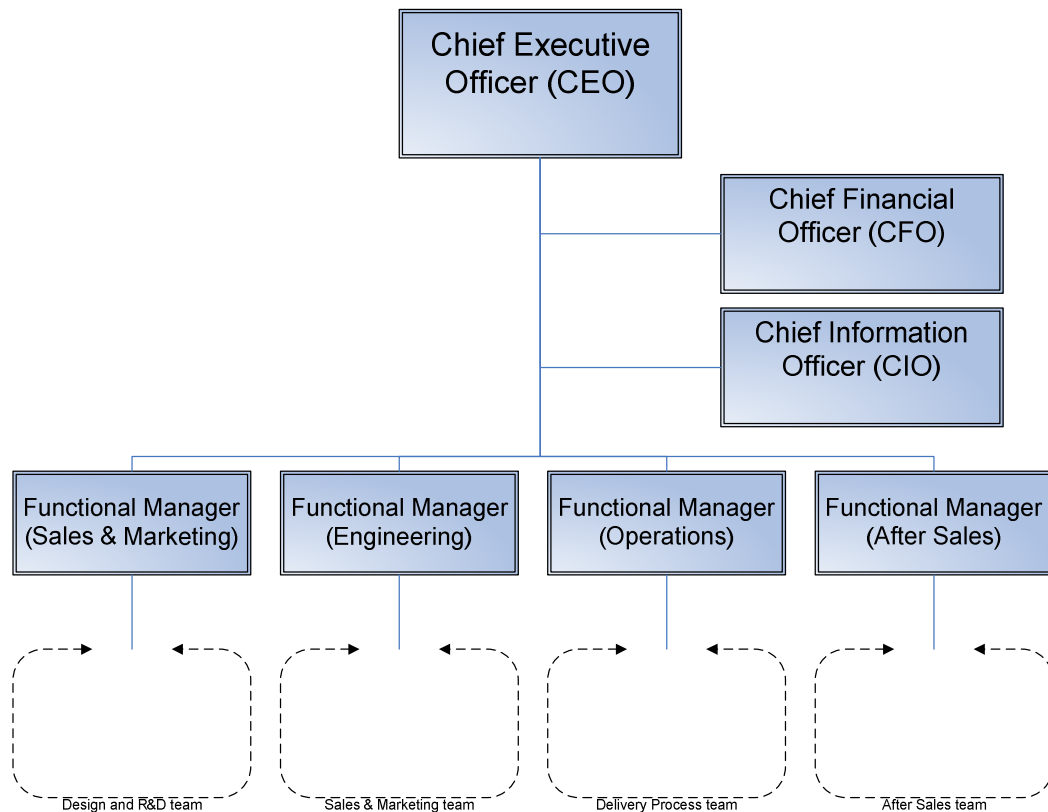 Chief Executive
Officer (CEO)
Chief Financial
Officer (CFO)
Chief Information
Officer (CIO)
Functional Manager
(Sales & Marketing)
Functional Manager
(Engineering)
Functional Manager
(Operations)
Functional Manager
(After Sales)
Design and R&D team
Sales & Marketing team
Delivery Process team
After Sales team